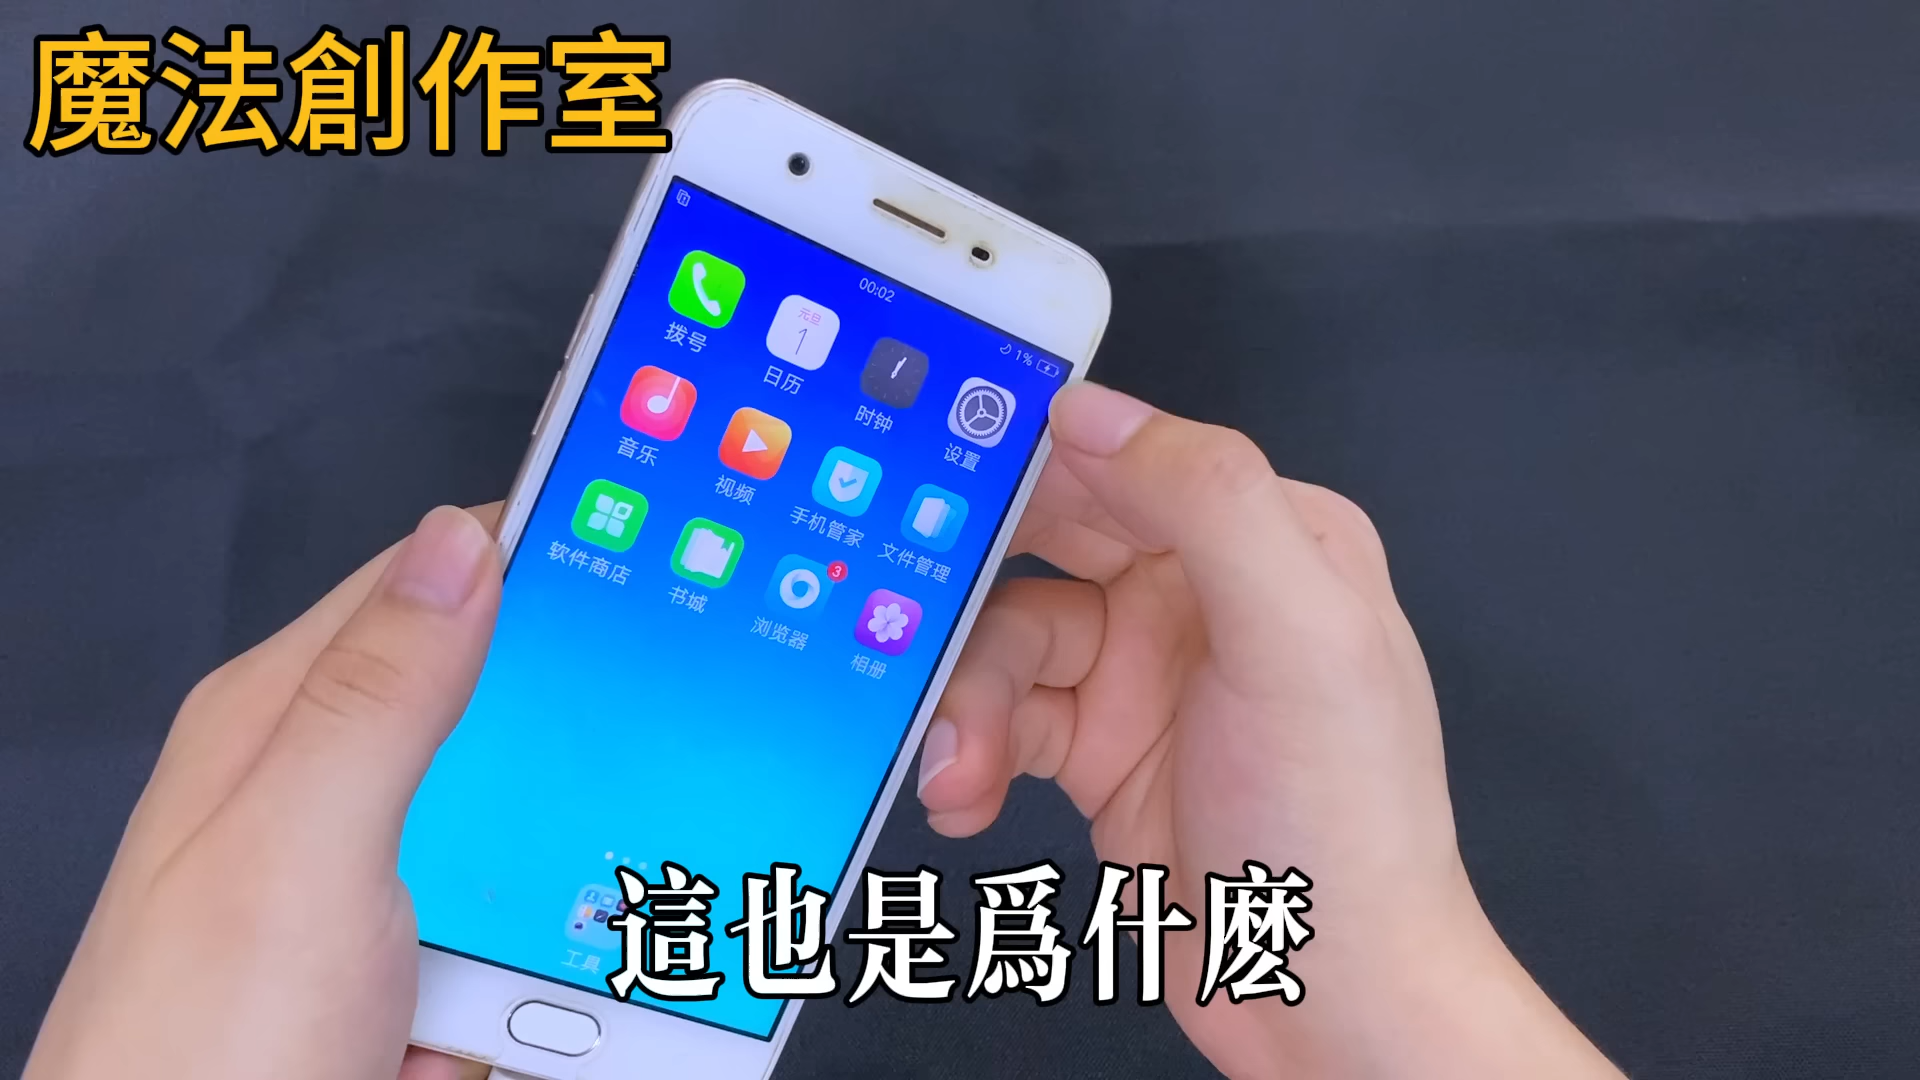 魔法創作室
00:02
1%
拨号
元旦
1
日历
时钟
设置
音乐
视频
手机管家
文件管理
软件商店
书城
3
浏览器
相册
工具
這也是爲什麽